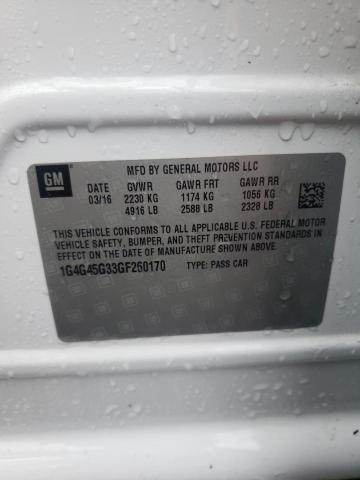 GM
MFD BY GENERAL MOTORS LLC
DATE GVWR GAWR FRT GAWR RR
03/16 2230 KG 1174 KG 1056 KG
4916 LB 2588 LB 2328 LB
THIS VEHICLE CONFORMS TO ALL APPLICABLE U.S. FEDERAL MOTOR
VEHICLE SAFETY, BUMPER, AND THEFT PREVENTION STANDARDS IN
EFFECT ON THE DATE OF MANUFACTURE SHOWN ABOVE.
1G4G45G33GF260170 TYPE: PASS CAR